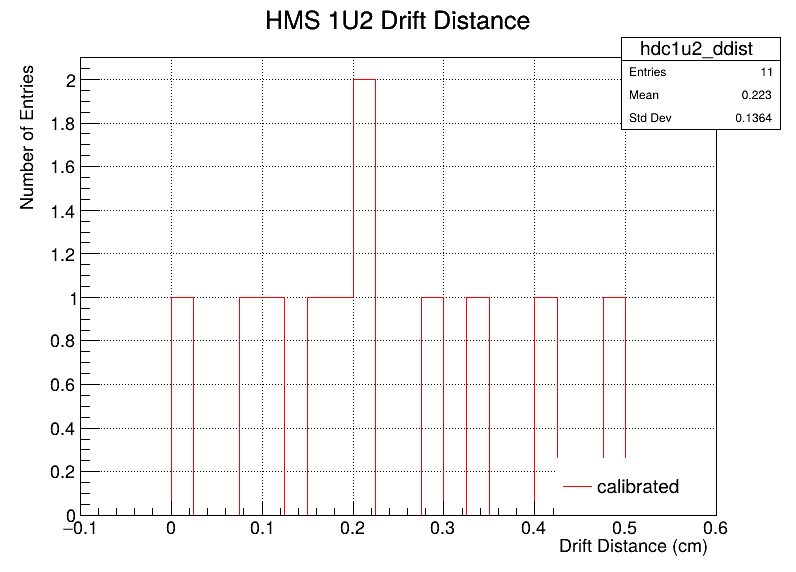 HMS 1U2 Drift Distance
hdc1u2_ddist
Entries 11
Mean 0.223
Std Dev 0.1364
Number of Entries
2
1.8
1.6
1.4
1.2
1
0.8
0.6
0.4
0.2
0
−0.1 0 0.1 0.2 0.3 0.4 0.5 0.6
calibrated
Drift Distance (cm)